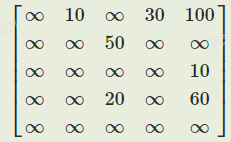 ∞ 10 ∞ 30 100
∞ ∞ 50 ∞ ∞
∞ ∞ ∞ ∞ 10
∞ ∞ 20 ∞ 60
∞ ∞ ∞ ∞ ∞